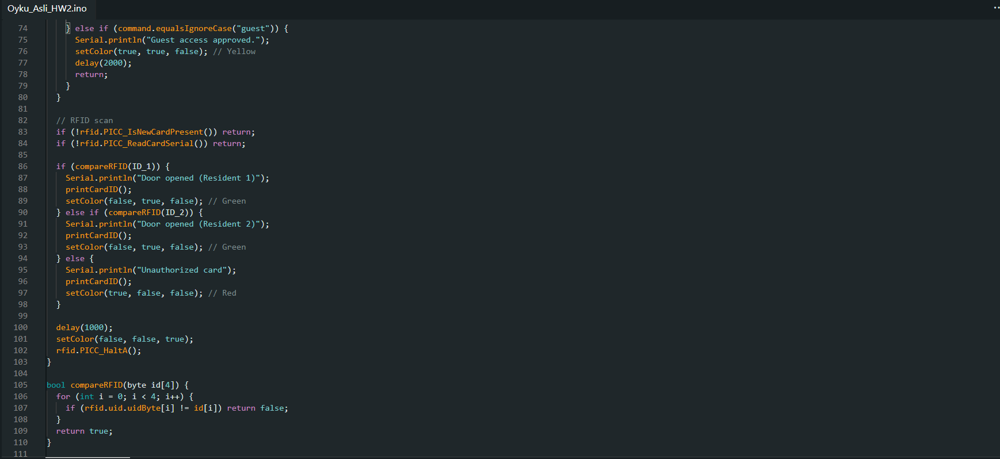 Oyku_Asli_HW2.ino
74 } else if (command.equalsIgnoreCase("guest")) {
75 Serial.println("Guest access approved.");
76 setColor(true, true, false); // Yellow
77 delay(2000);
78 return;
79 }
80 }
81
82 // RFID scan
83 if (!rfid.PICC_IsNewCardPresent()) return;
84 if (!rfid.PICC_ReadCardSerial()) return;
85
86 if (compareRFID(ID_1)) {
87 Serial.println("Door opened (Resident 1)");
88 printCardID();
89 setColor(false, true, false); // Green
90 } else if (compareRFID(ID_2)) {
91 Serial.println("Door opened (Resident 2)");
92 printCardID();
93 setColor(false, true, false); // Green
94 } else {
95 Serial.println("Unauthorized card");
96 printCardID();
97 setColor(true, false, false); // Red
98 }
99
100 delay(1000);
101 setColor(false, false, true);
102 rfid.PICC_HaltA();
103 }
104
105 bool compareRFID(byte id[4]) {
106 for (int i = 0; i < 4; i++) {
107 if (rfid.uid.uidByte[i] != id[i]) return false;
108 }
109 return true;
110 }
111